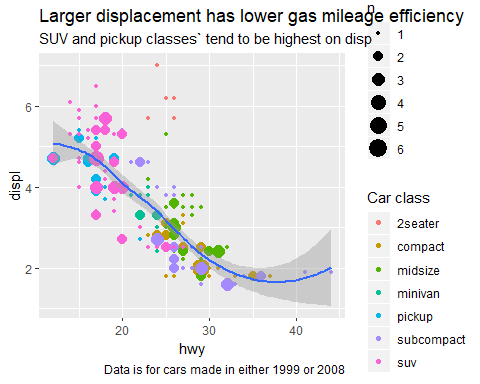 Larger displacement has lower gas mileage efficiency
SUV and pickup classes` tend to be highest on disp
n
1
2
3
4
5
6
Car class
2seater
compact
midsize
minivan
pickup
subcompact
suv
displ
6
4
2
20
30
40
hwy
Data is for cars made in either 1999 or 2008